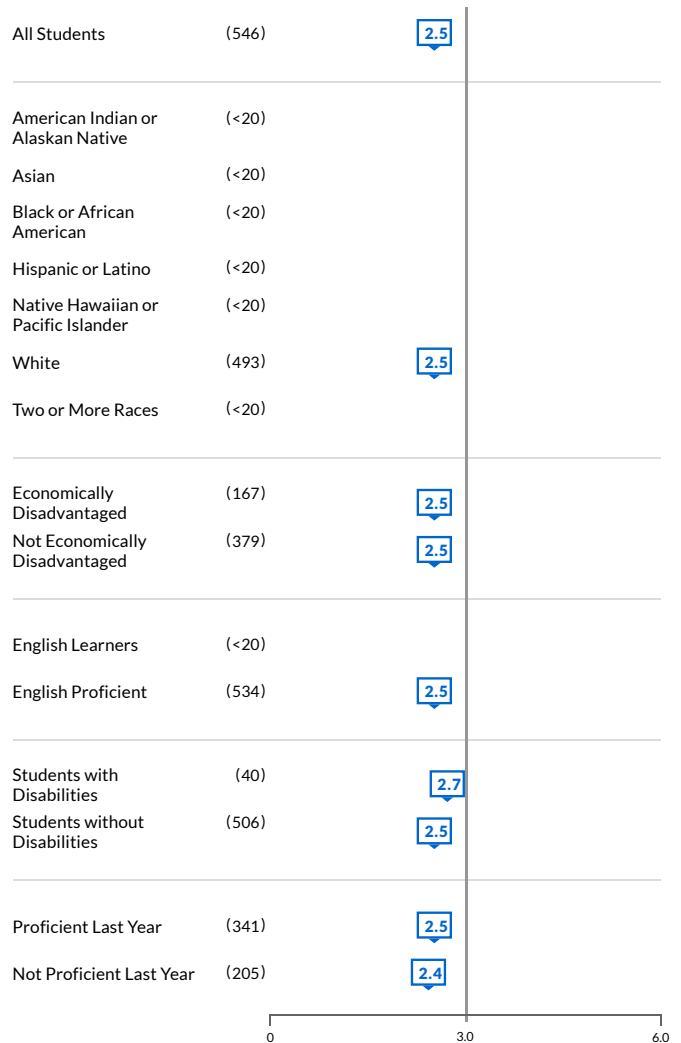 All Students (546) 2.5
American Indian or (<20)
Alaskan Native
Asian (<20)
Black or African (<20)
American
Hispanic or Latino (<20)
Native Hawaiian or (<20)
Pacific Islander
White (493) 2.5
Two or More Races (<20)
Economically (167) 2.5
Disadvantaged
Not Economically (379) 2.5
Disadvantaged
English Learners (<20)
English Proficient (534) 2.5
Students with (40) 2.7
Disabilities
Students without (506) 2.5
Disabilities
Proficient Last Year (341) 2.5
Not Proficient Last Year (205) 2.4
0 3.0 6.0